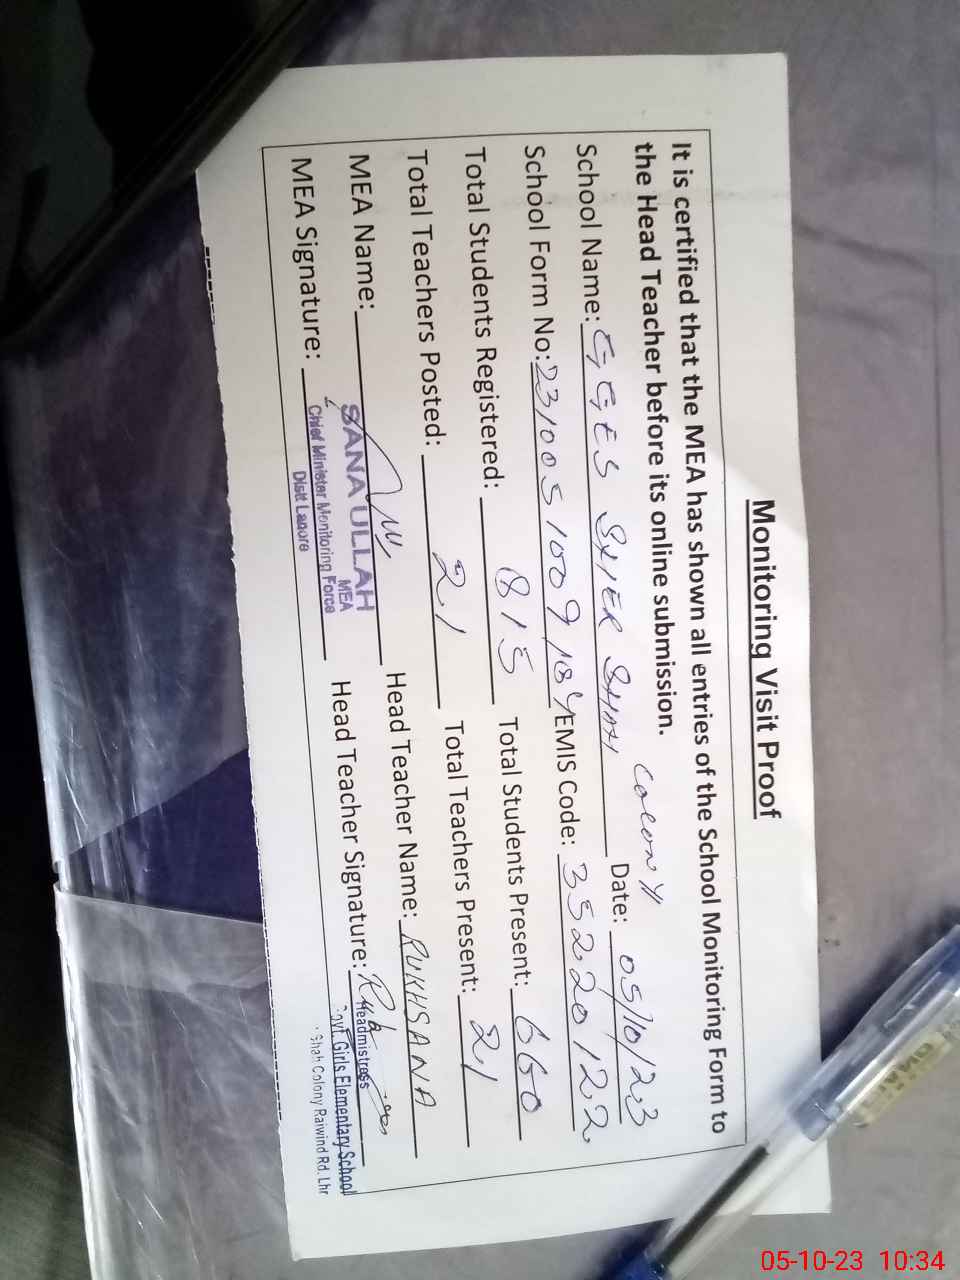 Monitoring Visit Proof
It is certified that the MEA has shown all entries of the School Monitoring Form to
the Head Teacher before its online submission.
School Name: GGES SHER SHAH COLONY Date: 05/10/23
School Form No: 2310051009184 EMIS Code: 35220122
Total Students Registered: 815 Total Students Present: 660
Total Teachers Posted: 21 Total Teachers Present: 21
MEA Name: Head Teacher Name: RUKHSANA
SANA ULLAH
MEA
MEA Signature: Head Teacher Signature:
Chief Minister Monitoring Force
Distt Lahore
Headmistress
Govt. Girls Elementary School
Shah Colony Raiwind Rd. Lhr
05-10-23 10:34